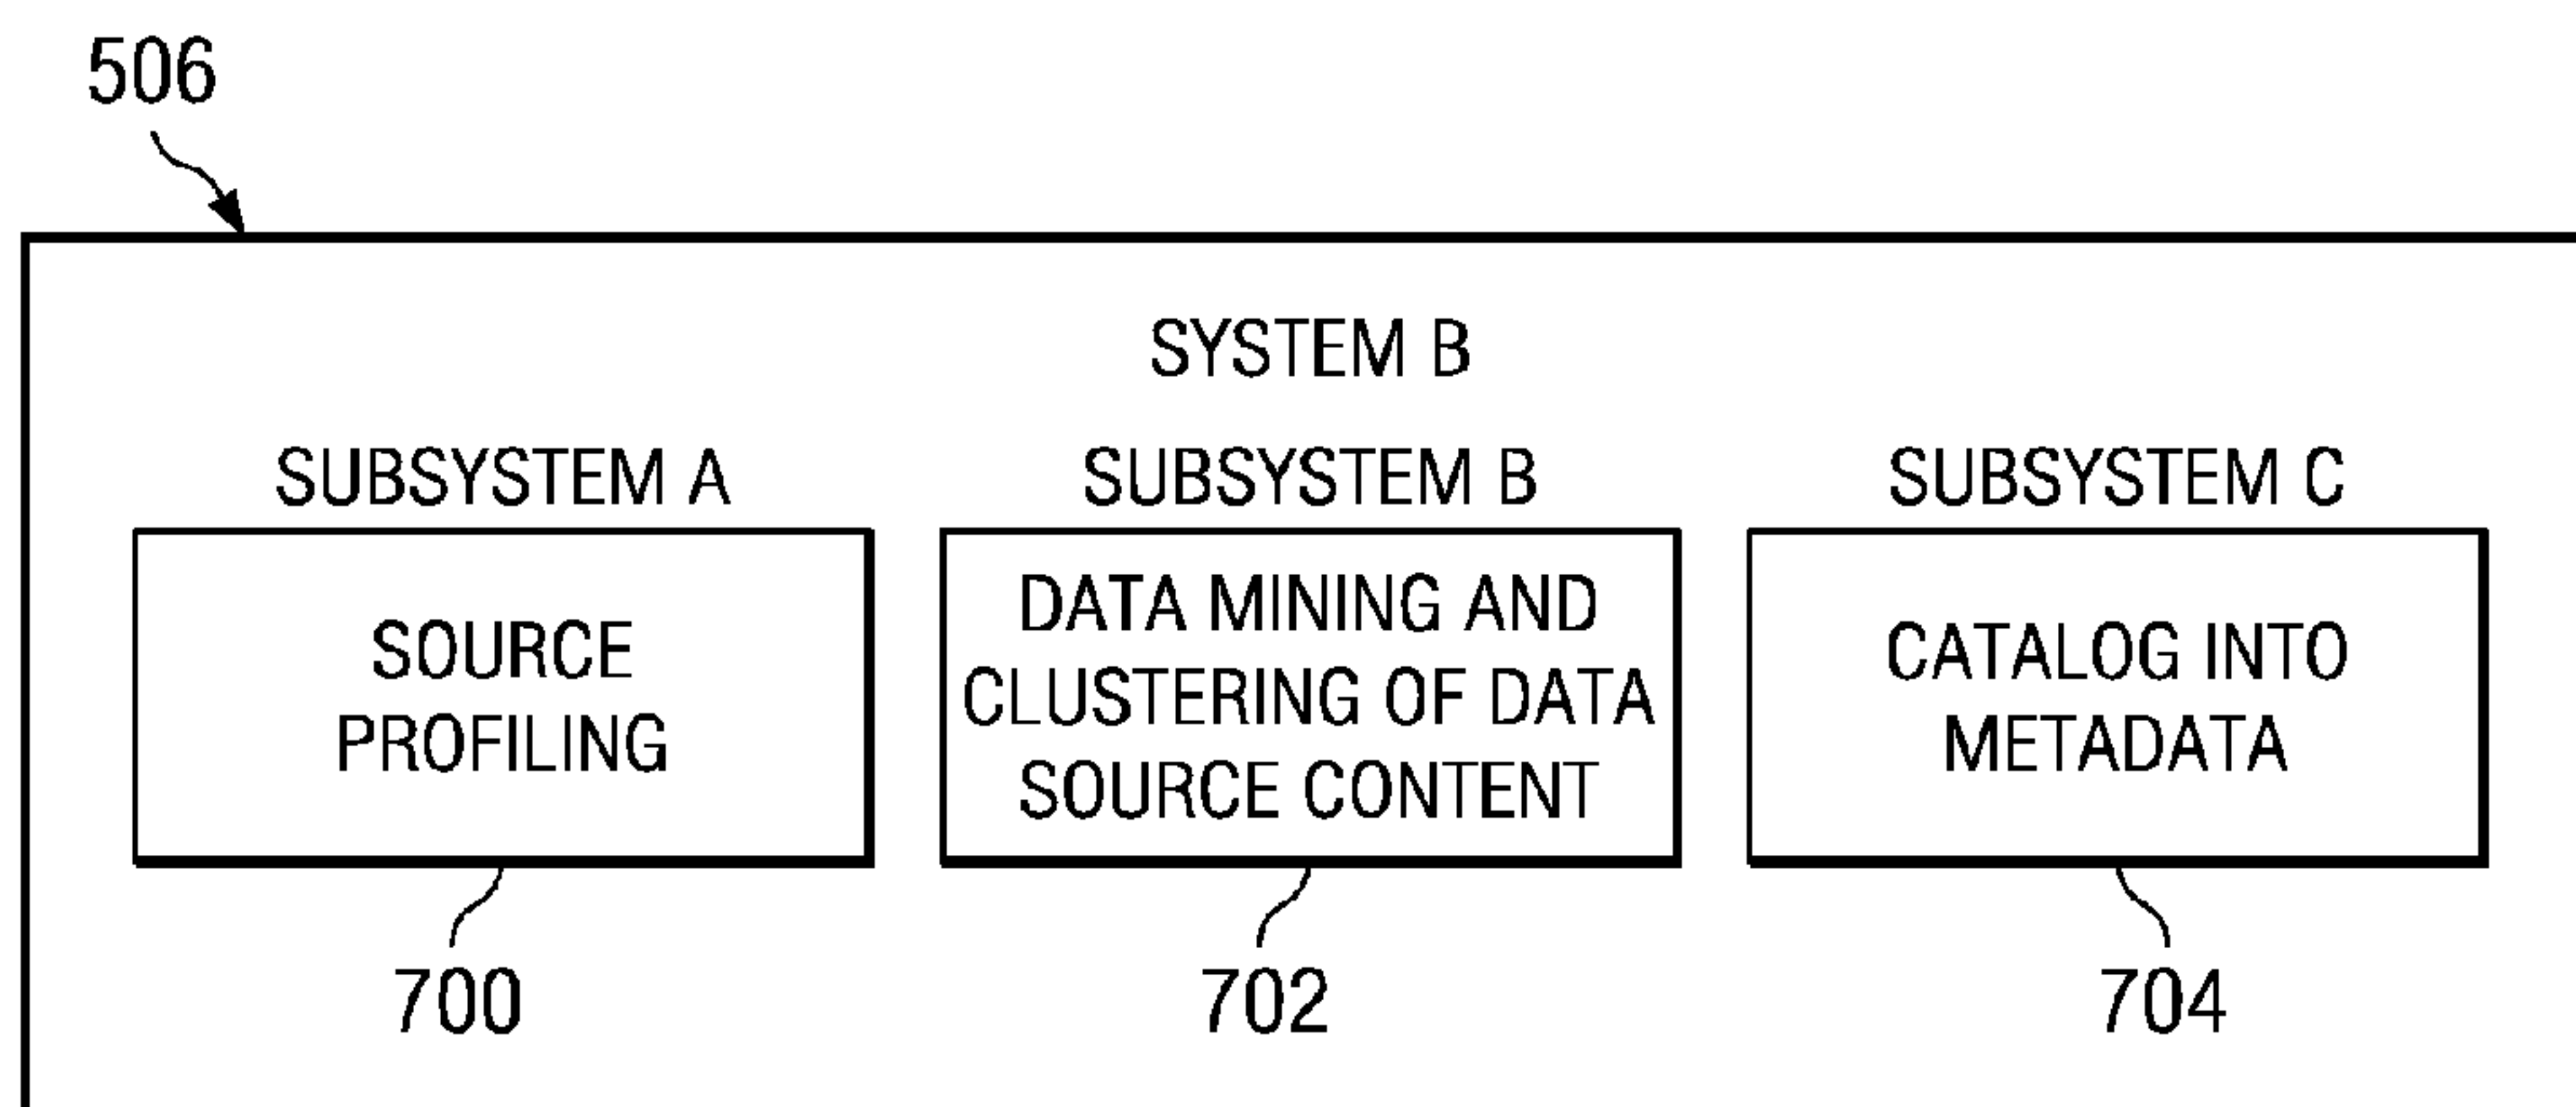 506
SYSTEM B
SUBSYSTEM A
SOURCE
PROFILING
700
SUBSYSTEM B
DATA MINING AND
CLUSTERING OF DATA
SOURCE CONTENT
702
SUBSYSTEM C
CATALOG INTO
METADATA
704